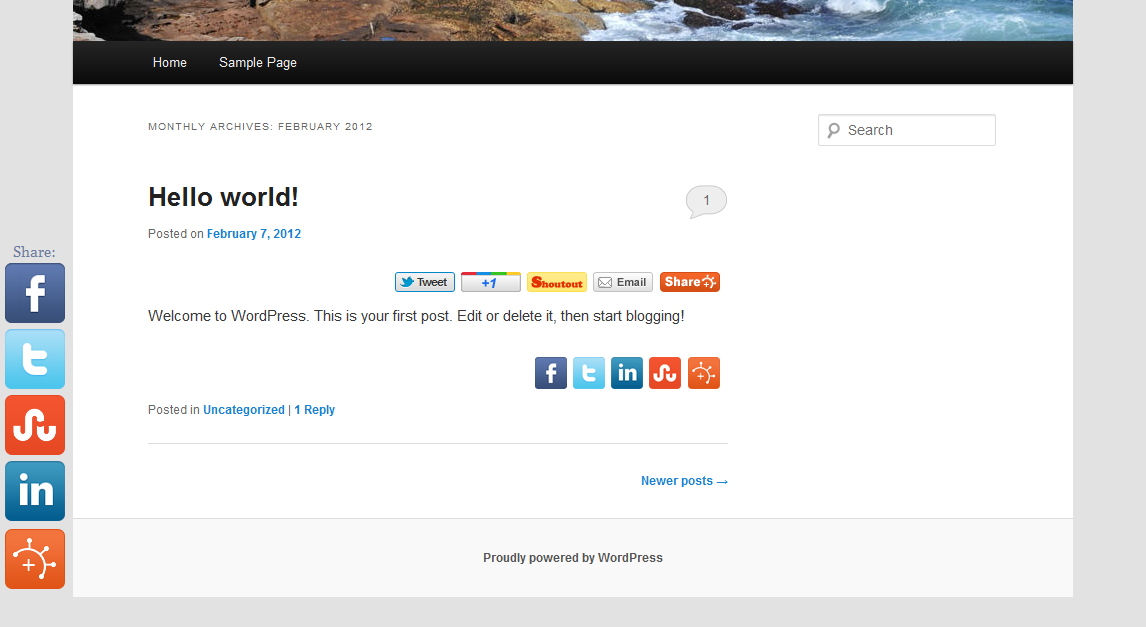 Home Sample Page
MONTHLY ARCHIVES: FEBRUARY 2012
Search
Hello world!
1
Posted on February 7, 2012
Share:
Tweet +1 Shoutout Email Share
Welcome to WordPress. This is your first post. Edit or delete it, then start blogging!
f t in
Posted in Uncategorized | 1 Reply
f
t
in
Newer posts →
Proudly powered by WordPress